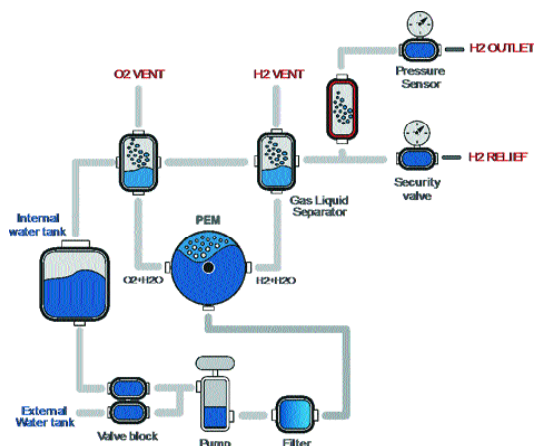 H2 OUTLET
Pressure
Sensor
O2 VENT
H2 VENT
H2 RELIEF
Security
valve
Gas Liquid
Separator
Internal
water tank
PEM
O2+H2O
H2+H2O
External
Water tank
Valve block
Pump
Filter